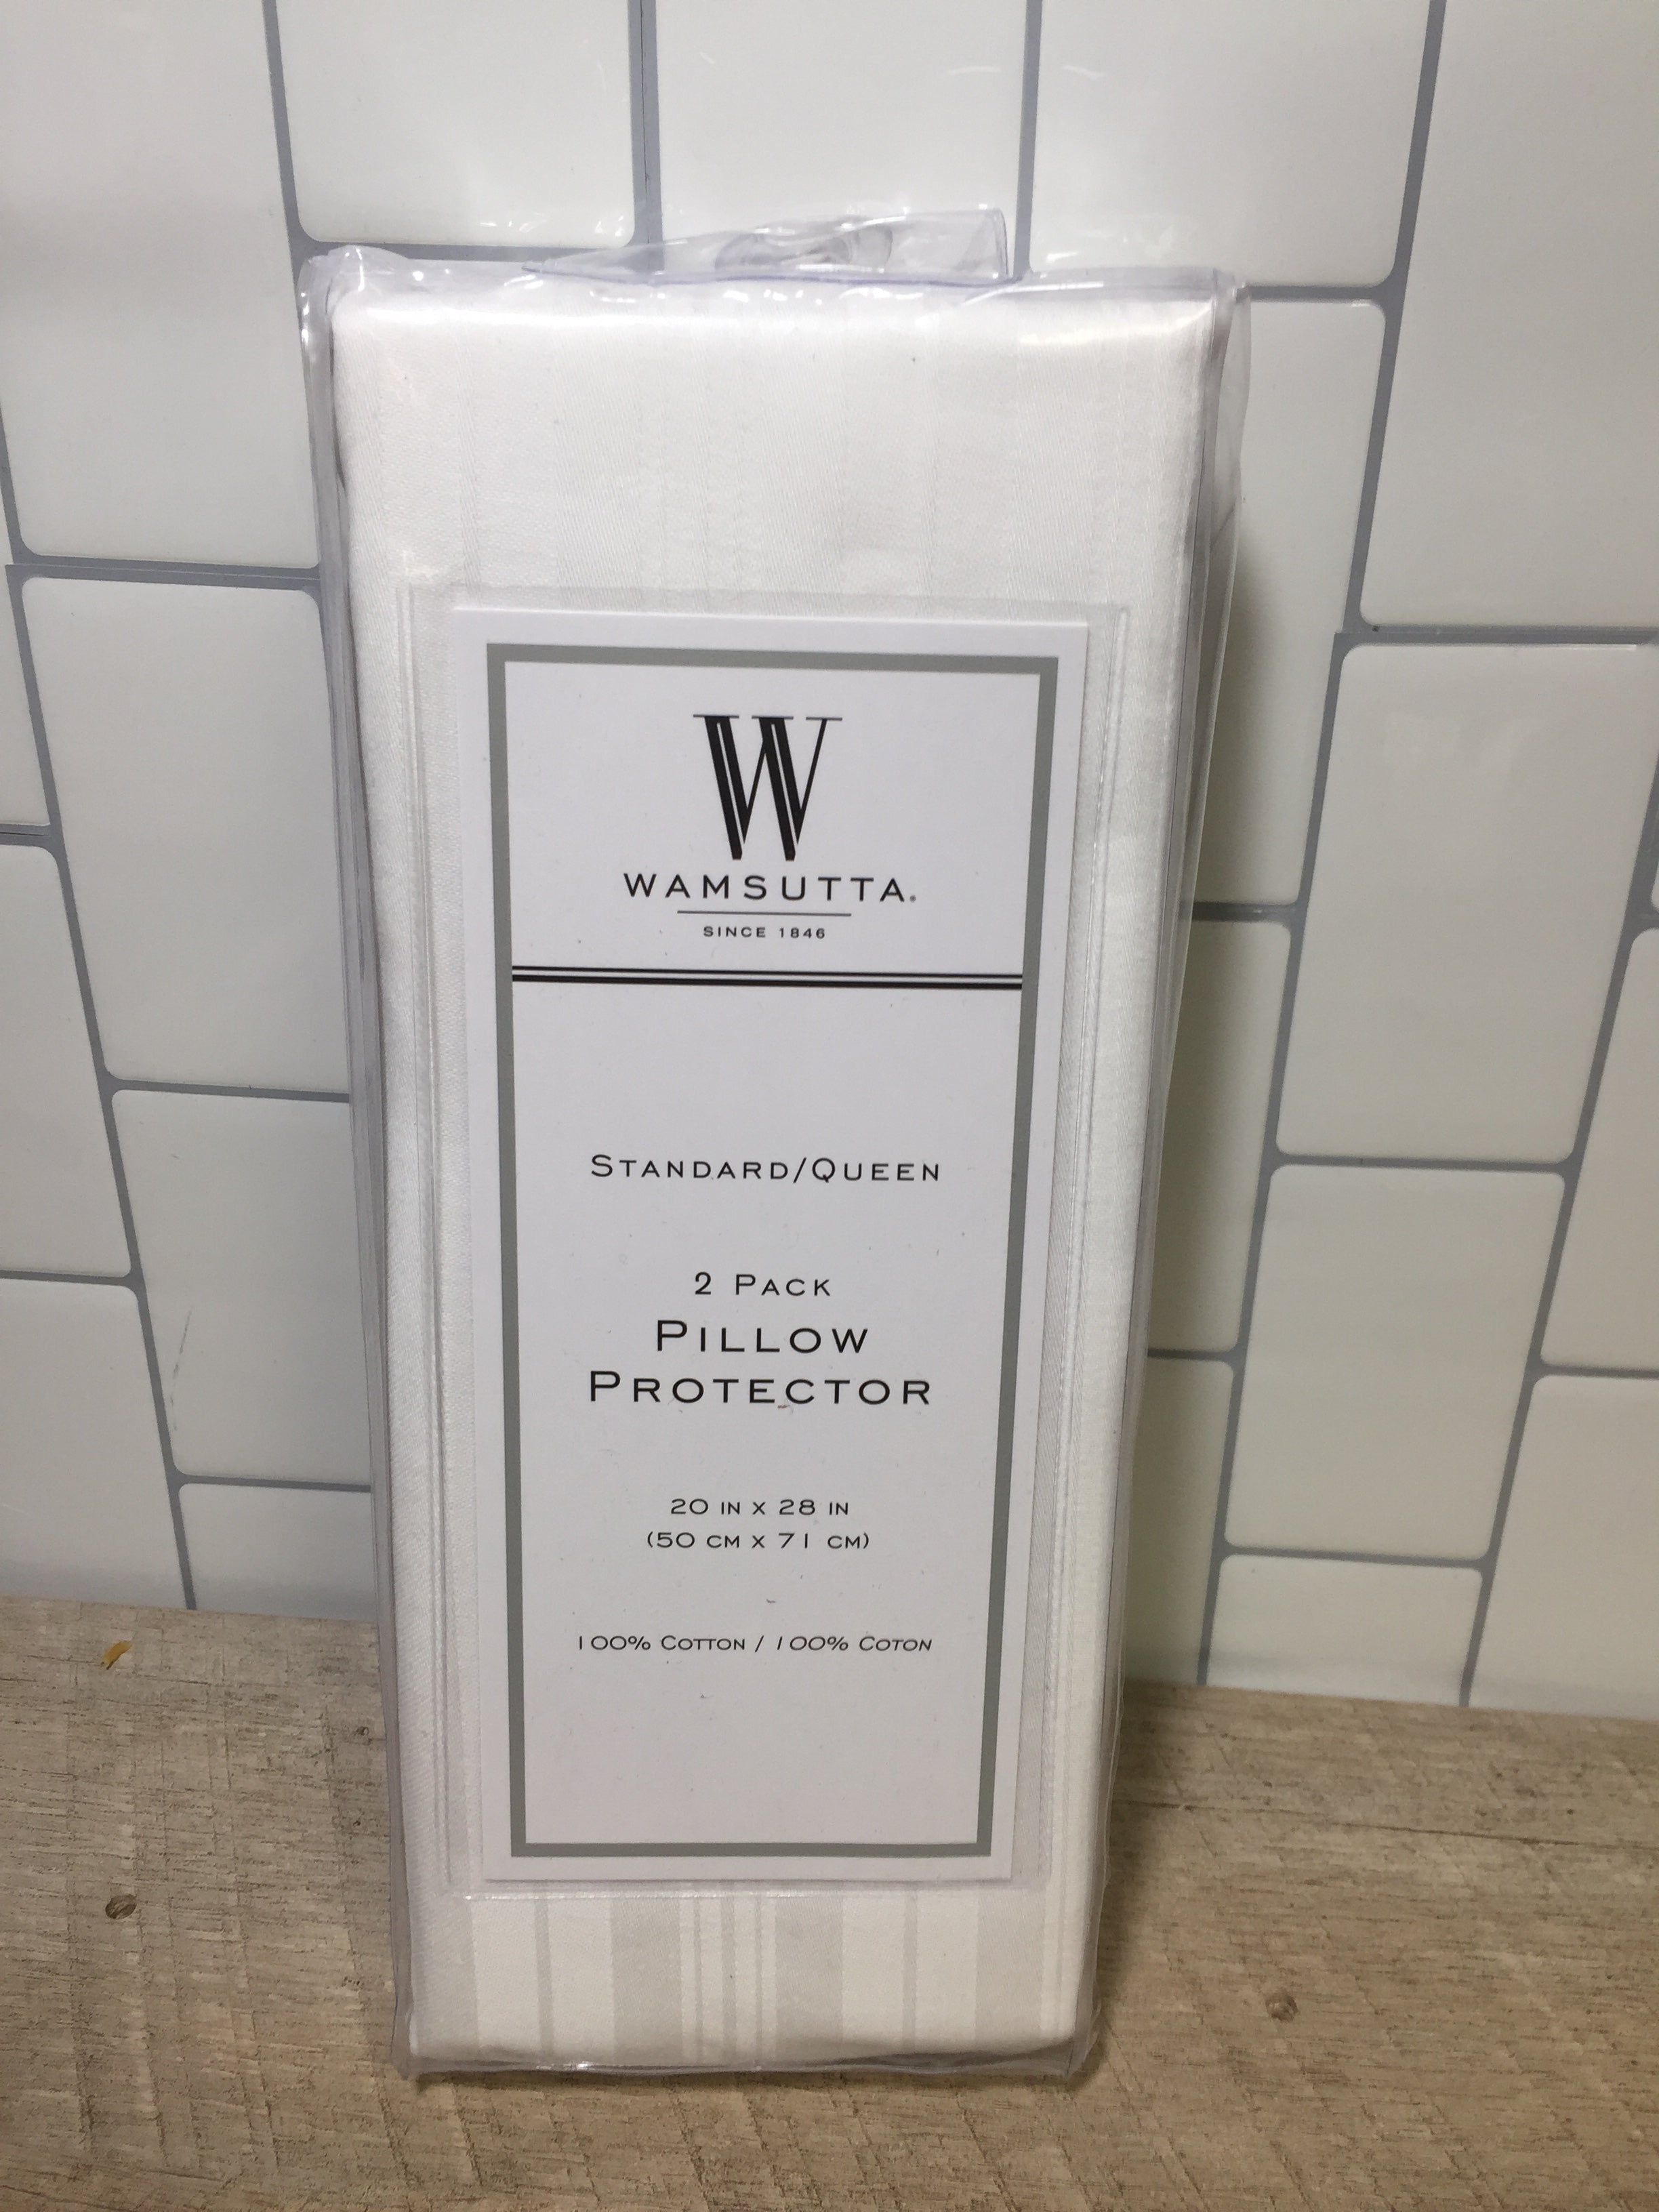 W
WAMSUTTA®
SINCE 1846
STANDARD/QUEEN
2 PACK
PILLOW
PROTECTOR
20 IN X 28 IN
(50 CM X 71 CM)
100% COTTON / 100% COTON